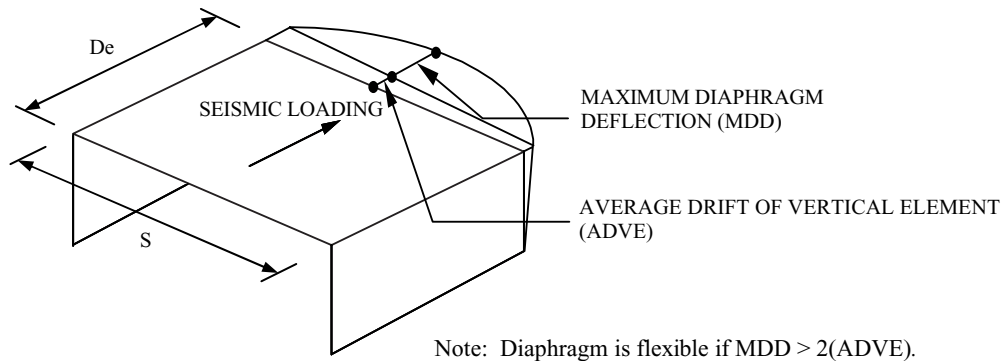 De
SEISMIC LOADING
MAXIMUM DIAPHRAGM
DEFLECTION (MDD)
AVERAGE DRIFT OF VERTICAL ELEMENT
(ADVE)
S
Note: Diaphragm is flexible if MDD > 2(ADVE).